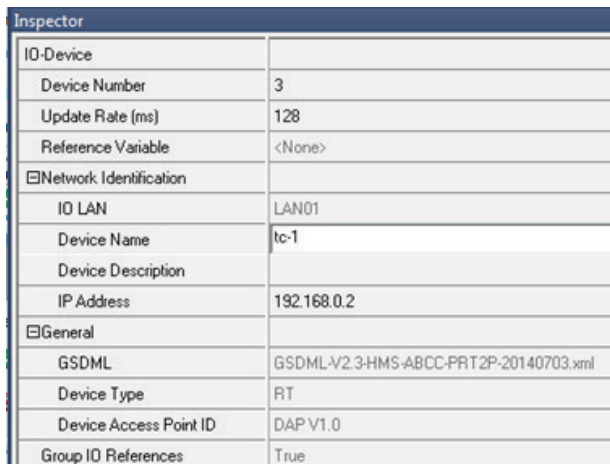 Inspector
IO-Device
Device Number 3
Update Rate (ms) 128
Reference Variable <None>
Network Identification
IO LAN LAN01
Device Name tc-1
Device Description
IP Address 192.168.0.2
General
GSDML GSDML-V2.3-HMS-ABCC-PRT2P-20140703.xml
Device Type RT
Device Access Point ID DAP V1.0
Group IO References True